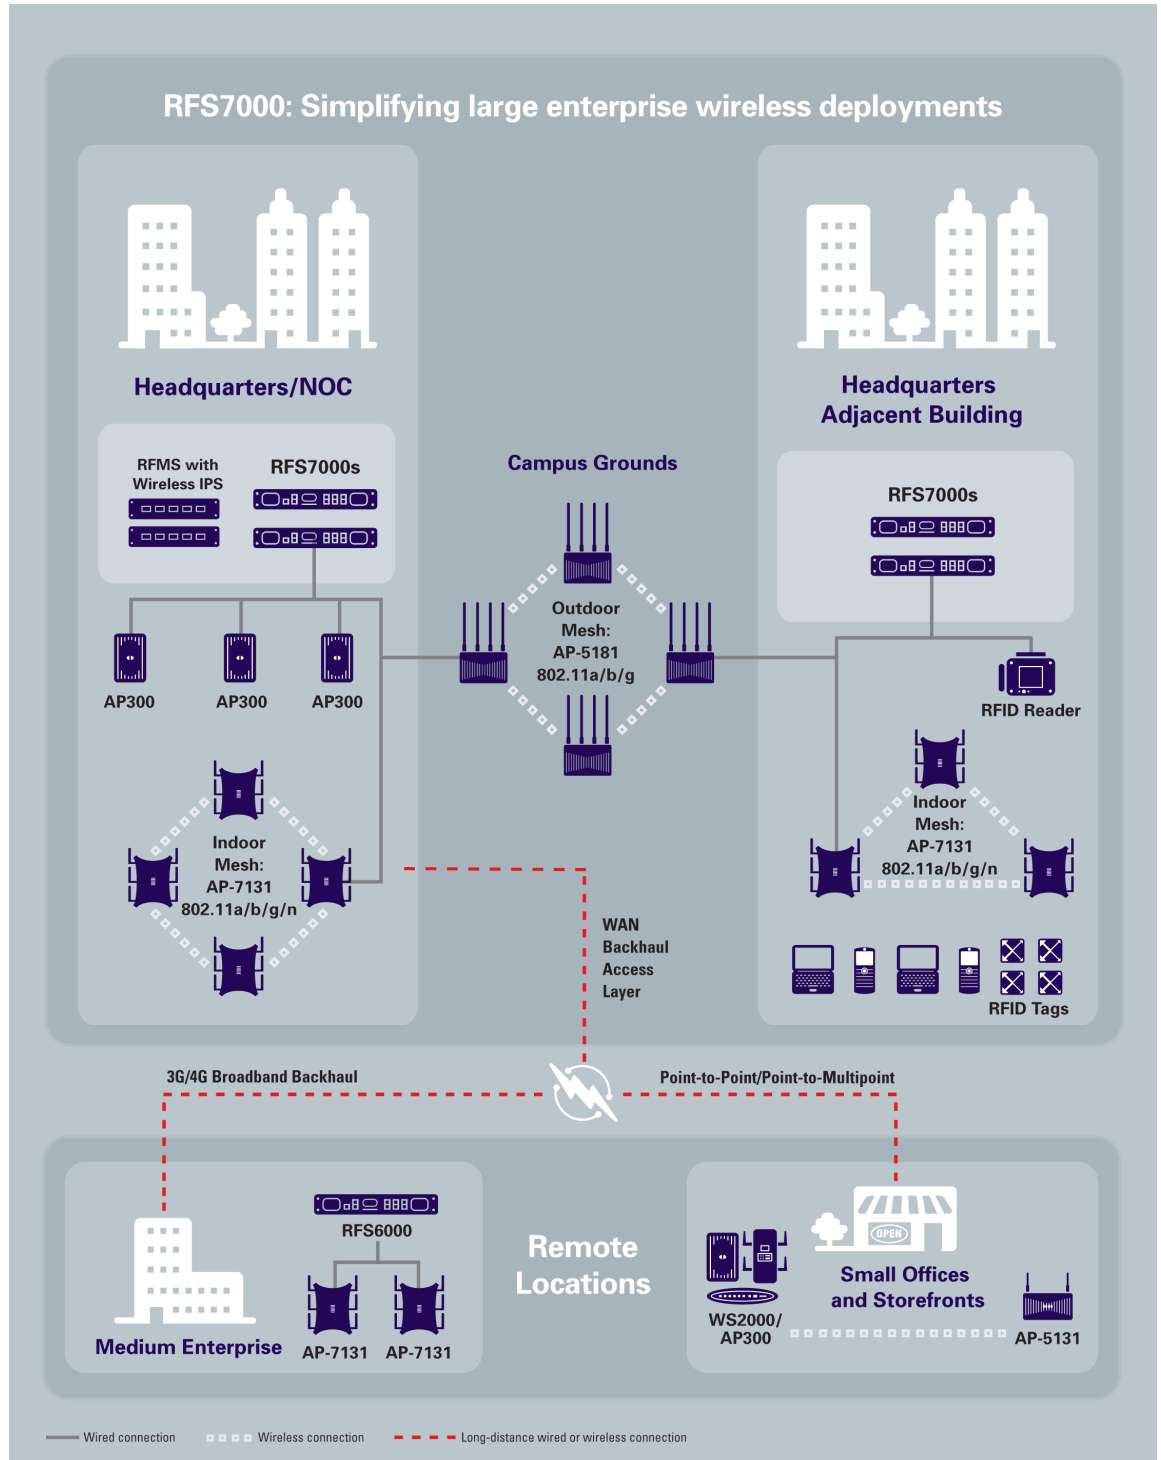 RFS7000: Simplifying large enterprise wireless deployments
Headquarters/NOC
RFMS with
Wireless IPS
RFS7000s
AP300
AP300
AP300
Indoor
Mesh:
AP-7131
802.11a/b/g/n
Campus Grounds
Outdoor
Mesh:
AP-5181
802.11a/b/g
Headquarters
Adjacent Building
RFS7000s
RFID Reader
Indoor
Mesh:
AP-7131
802.11a/b/g/n
RFID Tags
WAN
Backhaul
Access
Layer
3G/4G Broadband Backhaul
Point-to-Point/Point-to-Multipoint
RFS6000
Medium Enterprise
AP-7131
AP-7131
Remote
Locations
OPEN
Small Offices
and Storefronts
WS2000/
AP300
AP-5131
Wired connection
Wireless connection
Long-distance wired or wireless connection